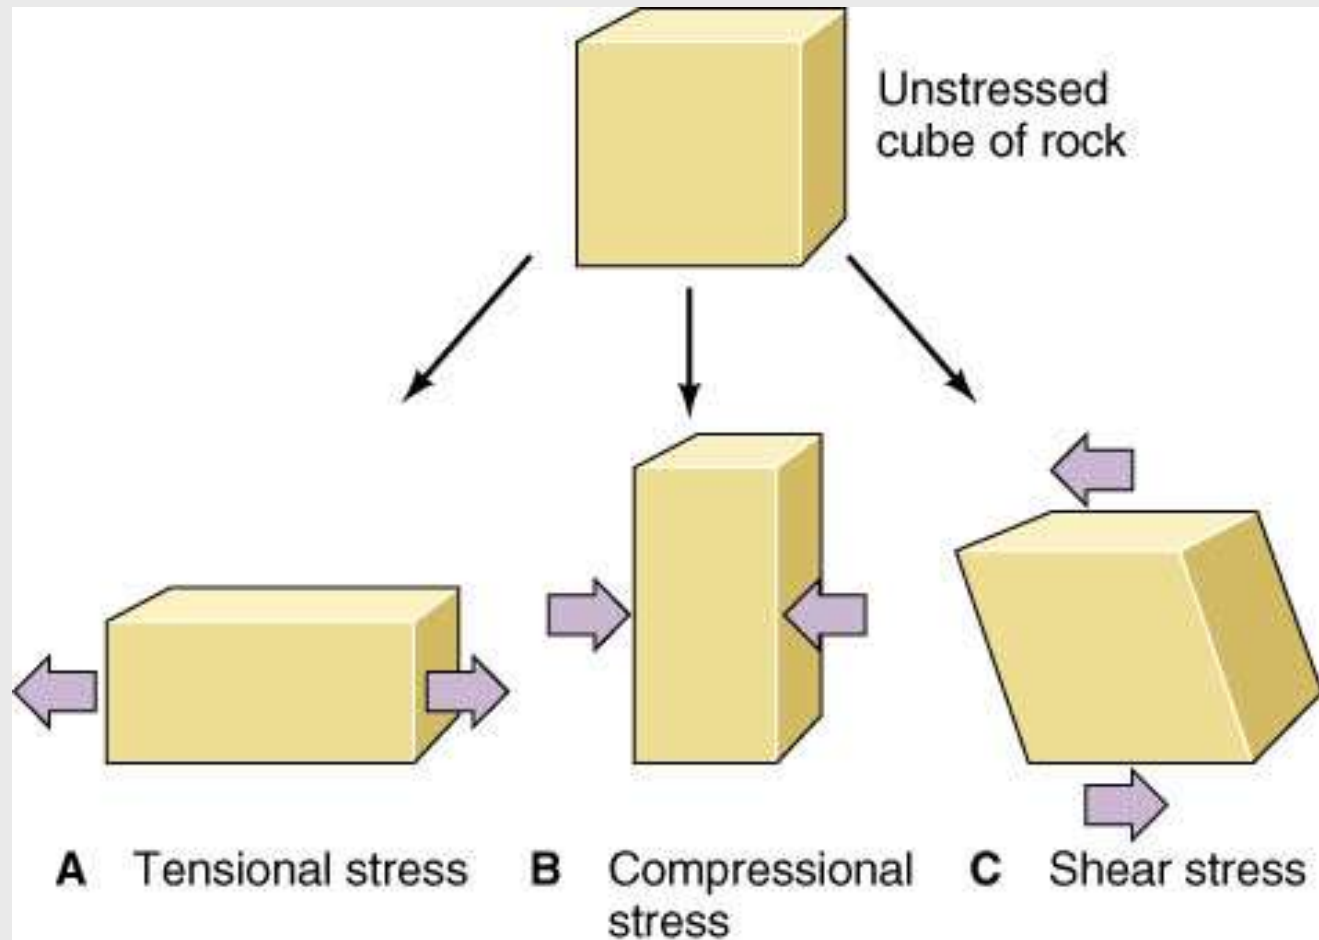 Unstressed
cube of rock
A Tensional stress
B Compressional
stress
C Shear stress